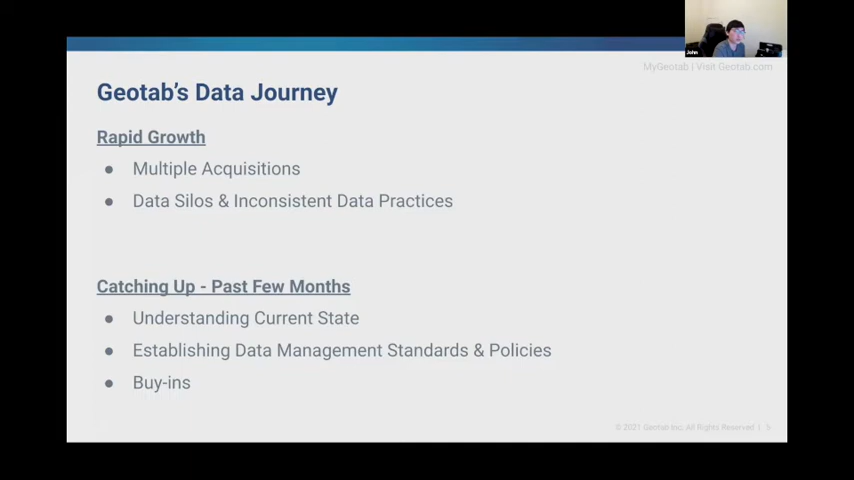 John
MyGeotab | Visit Geotab.com
Geotab's Data Journey
Rapid Growth
● Multiple Acquisitions
● Data Silos & Inconsistent Data Practices
Catching Up - Past Few Months
● Understanding Current State
● Establishing Data Management Standards & Policies
● Buy-ins
© 2021 Geotab Inc, All Rights Reserved |